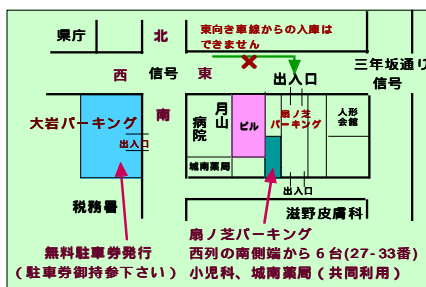 東向き車線からの入庫は
できません
県庁
北
西
信号
東
三年坂通り
信号
出入口
南
大岩パーキング
出入口
病院
月山
ビル
扇ノ芝
パーキング
人形
会館
城南薬局
出入口
税務署
滋野皮膚科
無料駐車券発行
(駐車券御持参下さい)
扇ノ芝パーキング
西列の南側端から6台(27-33番)
小児科、城南薬局(共同利用)